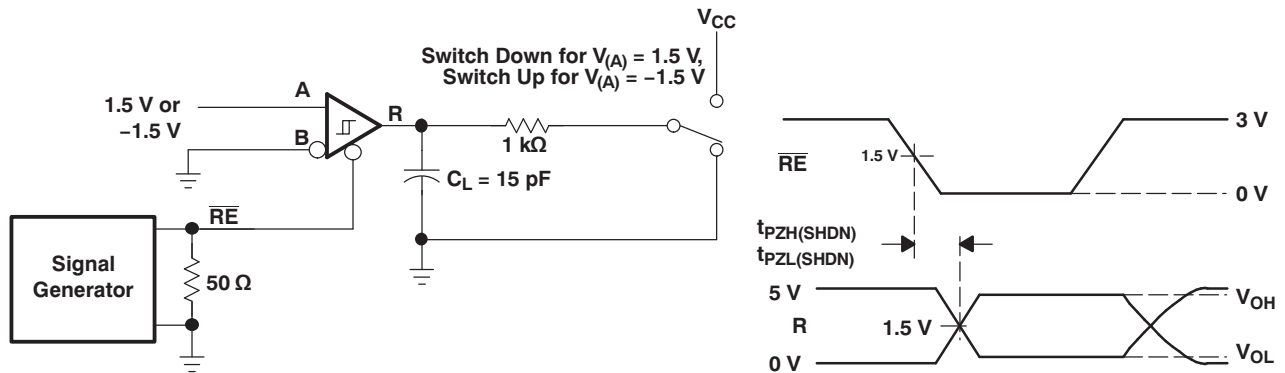 VCC
Switch Down for V(A) = 1.5 V,
Switch Up for V(A) = −1.5 V
1.5 V or
−1.5 V
A
B
R
1 kΩ
CL = 15 pF
RE
Signal
Generator
50 Ω
RE
1.5 V
3 V
0 V
tPZH(SHDN)
tPZL(SHDN)
5 V
R
0 V
1.5 V
VOH
VOL